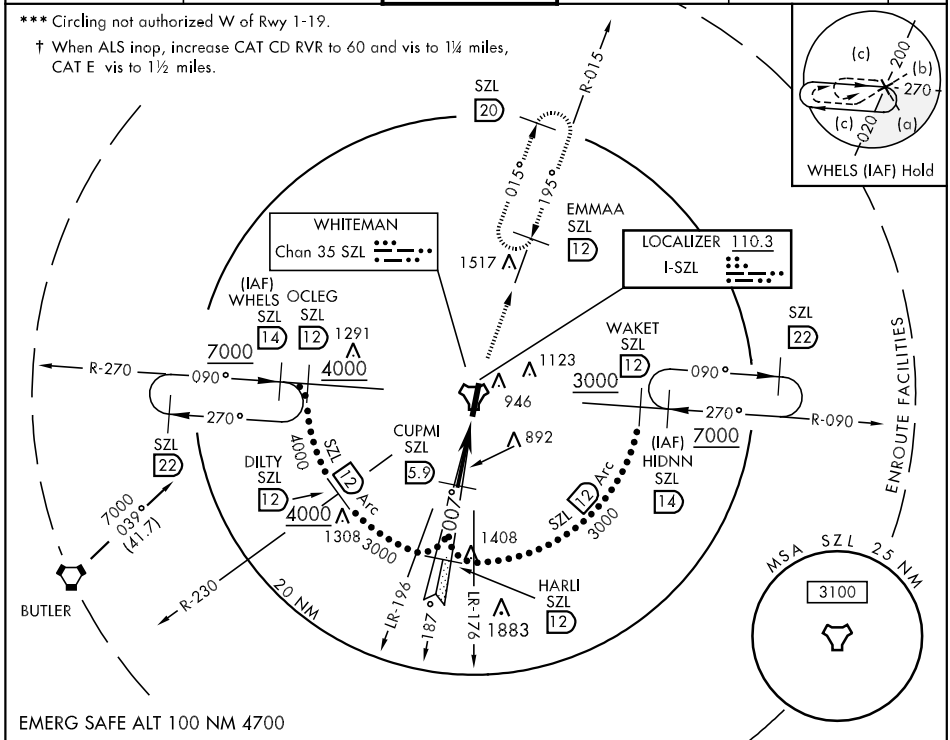 *** Circling not authorized W of Rwy 1-19.
† When ALS inop, increase CAT CD RVR to 60 and vis to 1¼ miles,
CAT E vis to 1½ miles.
(c)
200
(b)
270
(c)
020
(a)
WHELS (IAF) Hold
R-015
SZL
20
015°
195°
EMMAA
SZL
12
1517
WHITEMAN
Chan 35 SZL
LOCALIZER 110.3
I-SZL
(IAF)
WHELS
SZL
14
OCLEG
SZL
12
1291
7000
4000
R-270
090°
270°
SZL
22
WAKET
SZL
12
3000
1123
946
892
SZL
22
090°
270°
R-090
7000
(IAF)
HIDNN
SZL
14
ENROUTE FACILITIES
CUPMI
SZL
5.9
4000
SZL 12 Arc
DILTY
SZL
12
4000
1308
3000
SZL 12 Arc
3000
007°
1408
HARLI
SZL
12
1883
7000
039°
(41.7)
BUTLER
R-230
20 NM
LR-196
187°
LR-176
MSA SZL 25 NM
3100
EMERG SAFE ALT 100 NM 4700